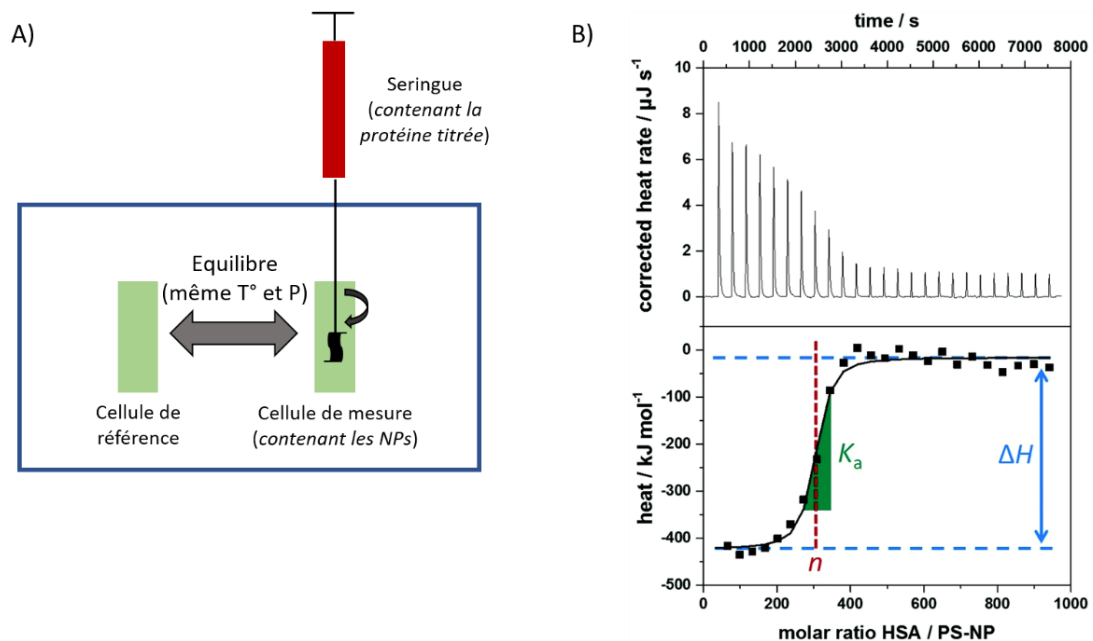 A)
Seringue
(contenant la
protéine titrée)
Equilibre
(même T° et P)
Cellule de
référence
Cellule de mesure
(contenant les NPs)
B)
time / s
0 1000 2000 3000 4000 5000 6000 7000 8000
corrected heat rate / µJ s⁻¹
10
8
6
4
2
0
heat / kJ mol⁻¹
0
-100
-200
-300
-400
-500
Kₐ
ΔH
n
0 200 400 600 800 1000
molar ratio HSA / PS-NP